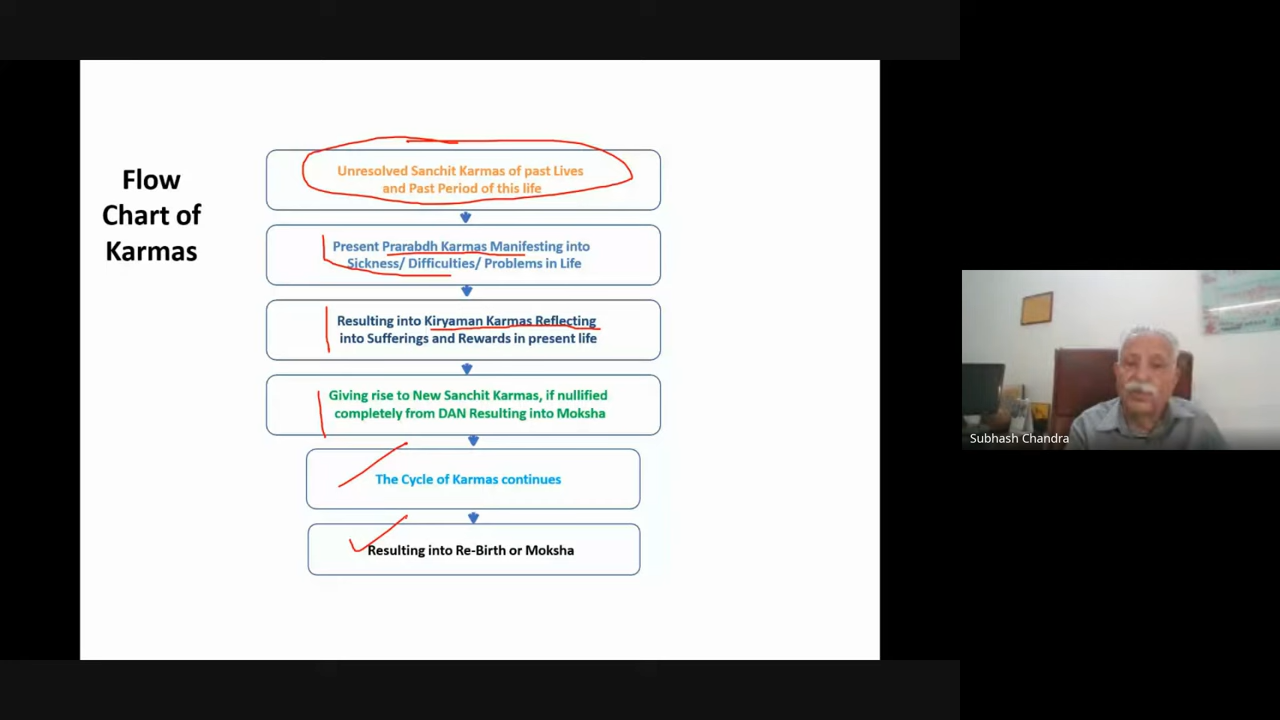 Flow
Chart of
Karmas
Unresolved Sanchit Karmas of past Lives
and Past Period of this life
Present Prarabdh Karmas Manifesting into
Sickness/ Difficulties/ Problems in Life
Resulting into Kiryaman Karmas Reflecting
into Sufferings and Rewards in present life
Giving rise to New Sanchit Karmas, if nullified
completely from DAN Resulting into Moksha
The Cycle of Karmas continues
Resulting into Re-Birth or Moksha
Subhash Chandra